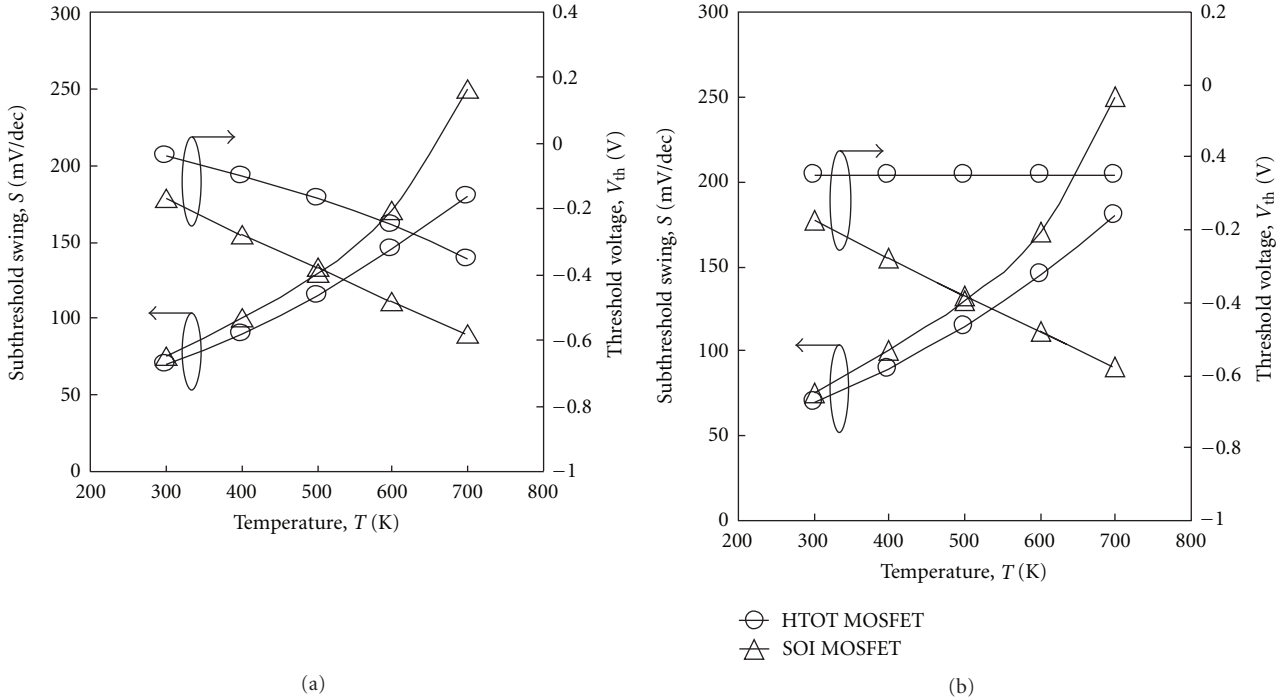 300
250
200
150
100
50
0
Subthreshold swing, S (mV/dec)
0.4
0.2
0
−0.2
−0.4
−0.6
−0.8
−1
Threshold voltage, Vth (V)
200 300 400 500 600 700 800
Temperature, T (K)
(a)
300
250
200
150
100
50
0
Subthreshold swing, S (mV/dec)
0.2
0
0.4
−0.2
−0.4
−0.6
−0.8
−1
Threshold voltage, Vth (V)
200 300 400 500 600 700 800
Temperature, T (K)
HTOT MOSFET
SOI MOSFET
(b)